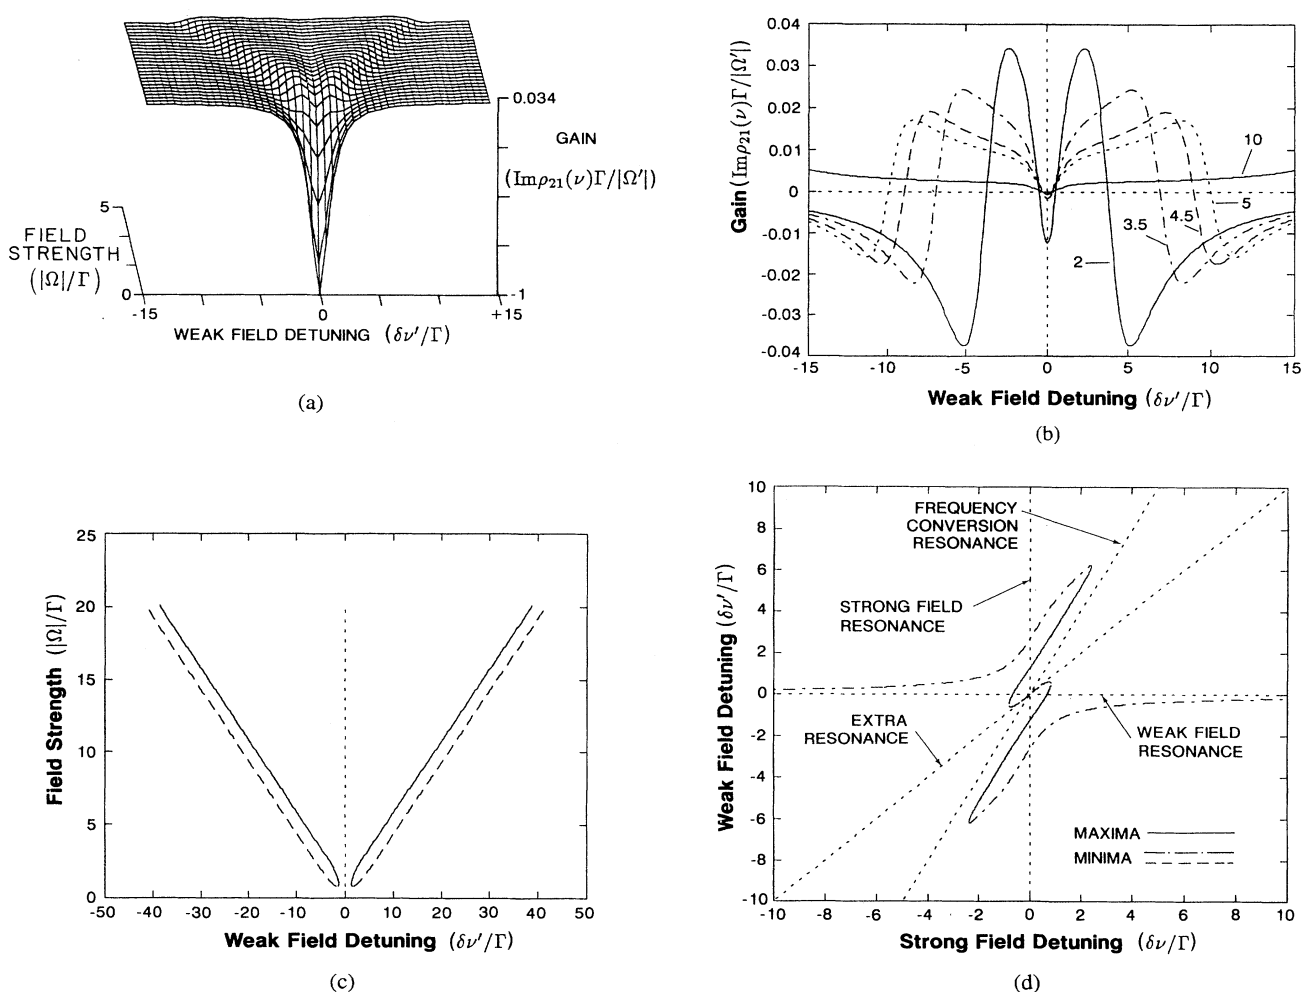 0.034
GAIN
(Imρ21(ν)Γ/|Ω′|)
5
FIELD
STRENGTH
(|Ω|/Γ)
0
-1
-15
0
+15
WEAK FIELD DETUNING (δν′/Γ)
(a)
Gain (Imρ21(ν)Γ/|Ω′|)
0.04
0.03
0.02
0.01
0
-0.01
-0.02
-0.03
-0.04
10
5
4.5
3.5
2
-15
-10
-5
0
5
10
15
Weak Field Detuning (δν′/Γ)
(b)
Field Strength (|Ω|/Γ)
25
20
15
10
5
0
-50
-40
-30
-20
-10
0
10
20
30
40
50
Weak Field Detuning (δν′/Γ)
(c)
Weak Field Detuning (δν′/Γ)
10
8
6
4
2
0
-2
-4
-6
-8
-10
FREQUENCY
CONVERSION
RESONANCE
STRONG FIELD
RESONANCE
EXTRA
RESONANCE
WEAK FIELD
RESONANCE
MAXIMA
MINIMA
-10
-8
-6
-4
-2
0
2
4
6
8
10
Strong Field Detuning (δν/Γ)
(d)